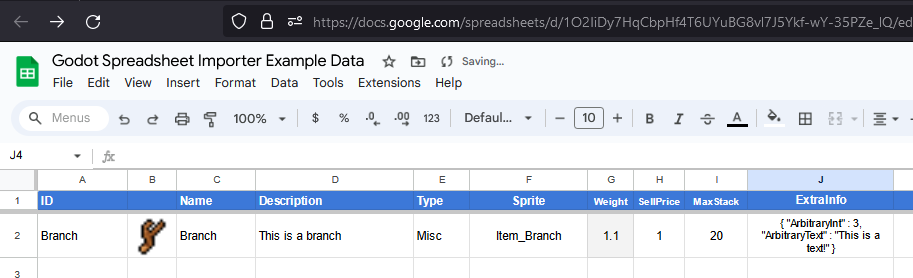 https://docs.google.com/spreadsheets/d/1O2IiDy7HqCbpHf4T6UYuBG8vl7J5Ykf-wY-35PZe_lQ/ed
Godot Spreadsheet Importer Example Data Saving...
File Edit View Insert Format Data Tools Extensions Help
Menus 100% $ % .0 .00 123 Defaul... - 10 + B I S A
J4 fx
A B C D E F G H I J
1 ID Name Description Type Sprite Weight SellPrice MaxStack ExtraInfo
2 Branch Branch This is a branch Misc Item_Branch 1.1 1 20 { "ArbitraryInt" : 3,
"ArbitraryText" : "This is a
text!" }
3